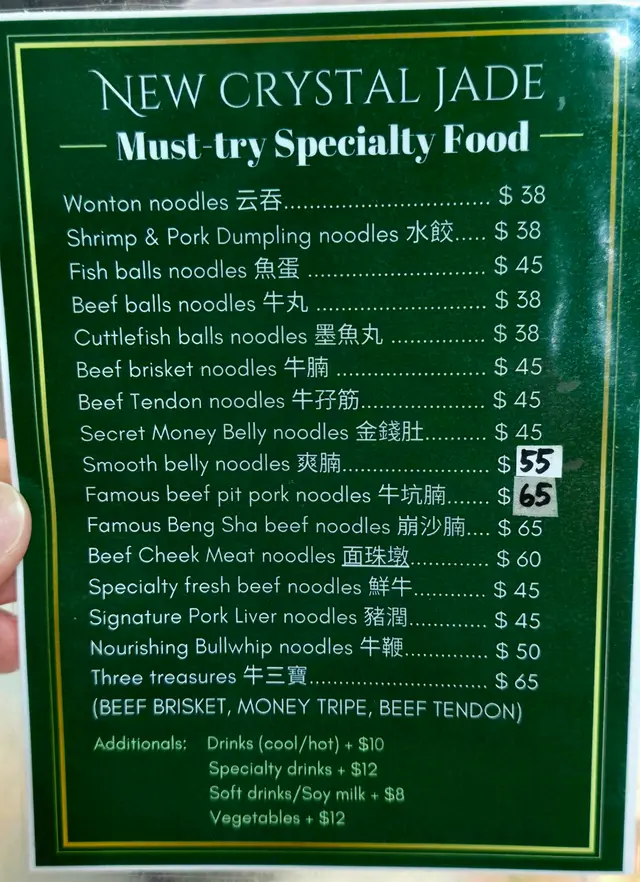 NEW CRYSTAL JADE
Must-try Specialty Food
Wonton noodles 云吞................................ $ 38
Shrimp & Pork Dumpling noodles 水餃..... $ 38
Fish balls noodles 魚蛋 ........................... $ 45
Beef balls noodles 牛丸 .......................... $ 38
Cuttlefish balls noodles 墨魚丸 ............... $ 38
Beef brisket noodles 牛腩 ....................... $ 45
Beef Tendon noodles 牛孖筋................... $ 45
Secret Money Belly noodles 金錢肚......... $ 45
Smooth belly noodles 爽腩...................... $ 55
Famous beef pit pork noodles 牛坑腩....... $ 65
Famous Beng Sha beef noodles 崩沙腩.... $ 65
Beef Cheek Meat noodles 面珠墩............ $ 60
Specialty fresh beef noodles 鮮牛............ $ 45
Signature Pork Liver noodles 豬潤............ $ 45
Nourishing Bullwhip noodles 牛鞭............. $ 50
Three treasures 牛三寶............................ $ 65
(BEEF BRISKET, MONEY TRIPE, BEEF TENDON)
Additionals: Drinks (cool/hot) + $10
Specialty drinks + $12
Soft drinks/Soy milk + $8
Vegetables + $12